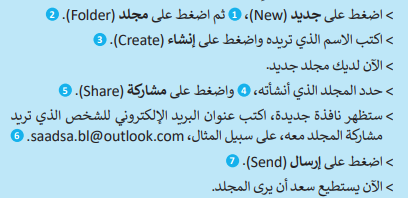 > اضغط على جديد (New)، 1 ثم اضغط على مجلد (Folder). 2
> اكتب الاسم الذي تريده واضغط على إنشاء (Create). 3
> الآن لديك مجلد جديد.
> حدد المجلد الذي أنشأته، 4 واضغط على مشاركة (Share). 5
> ستظهر نافذة جديدة، اكتب عنوان البريد الإلكتروني للشخص الذي تريد
مشاركة المجلد معه، على سبيل المثال، saadsa.bl@outlook.com. 6
> اضغط على إرسال (Send). 7
> الآن يستطيع سعد أن يرى المجلد.